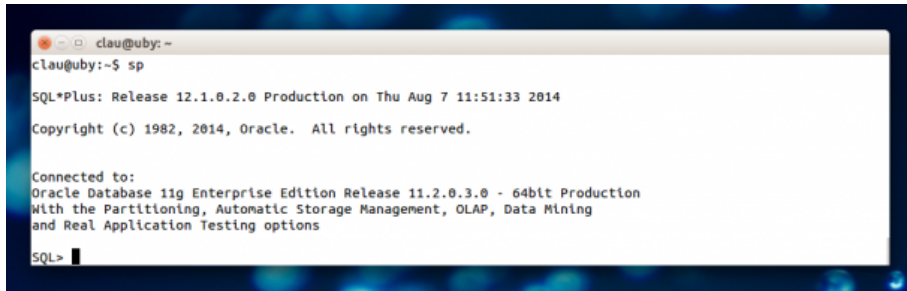 clau@uby: ~
clau@uby:~$ sp
SQL*Plus: Release 12.1.0.2.0 Production on Thu Aug 7 11:51:33 2014
Copyright (c) 1982, 2014, Oracle.  All rights reserved.
Connected to:
Oracle Database 11g Enterprise Edition Release 11.2.0.3.0 - 64bit Production
With the Partitioning, Automatic Storage Management, OLAP, Data Mining
and Real Application Testing options
SQL>